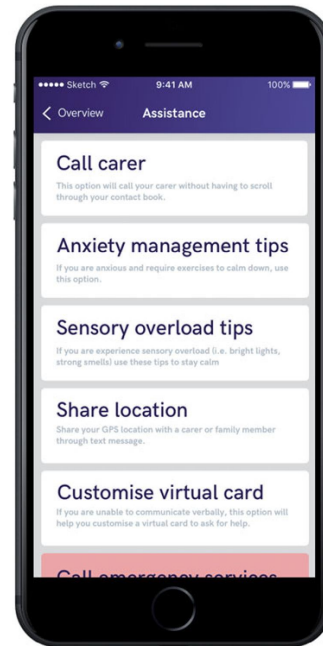 Sketch 9:41 AM 100%
Overview Assistance
Call carer
This option will call your carer without having to scroll
through your contact book.
Anxiety management tips
If you are anxious and require exercises to calm down, use
this option.
Sensory overload tips
If you are experience sensory overload (i.e. bright lights,
strong smells) use these tips to stay calm
Share location
Share your GPS location with a carer or family member
through text message.
Customise virtual card
If you are unable to communicate verbally, this option will
help you customise a virtual card to ask for help.
Call emergency services